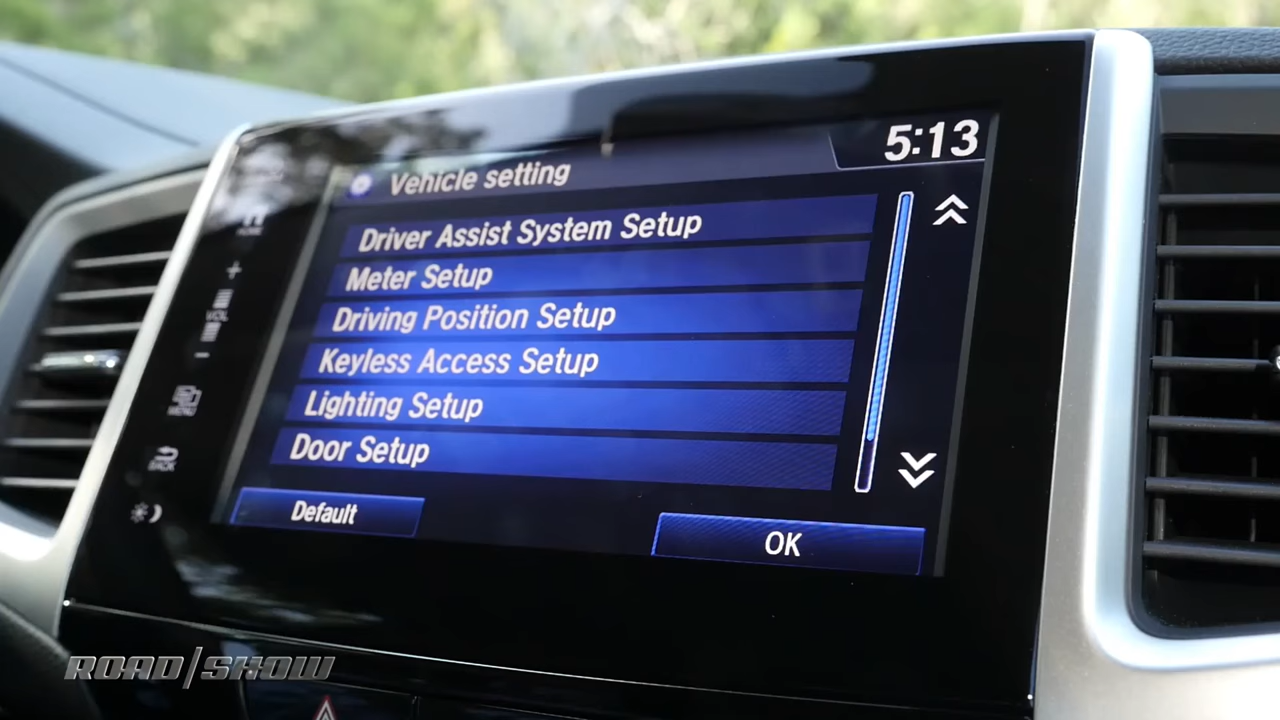 5:13
Vehicle setting
Driver Assist System Setup
Meter Setup
Driving Position Setup
Keyless Access Setup
Lighting Setup
Door Setup
Default
OK
HOME
+
VOL
−
MENU
BACK
ROAD/SHOW